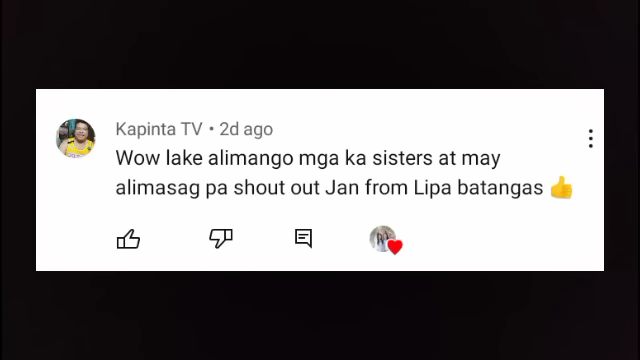 Kapinta TV • 2d ago
Wow lake alimango mga ka sisters at may
alimasag pa shout out Jan from Lipa batangas 👍